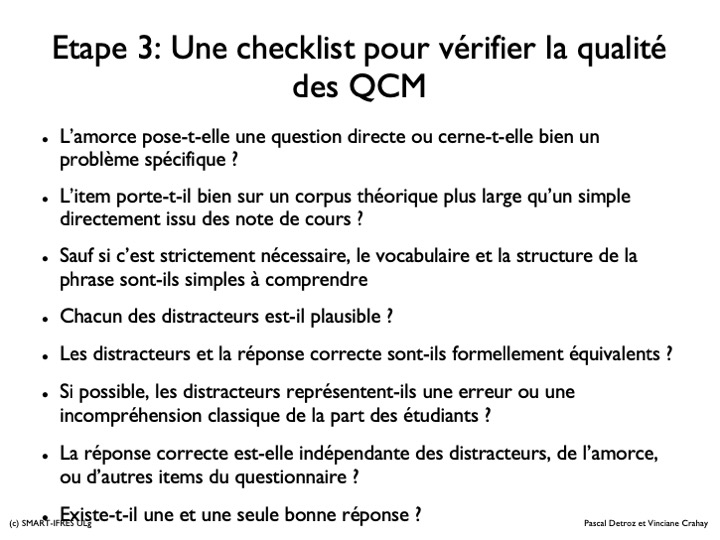 Etape 3: Une checklist pour vérifier la qualité
des QCM
• L’amorce pose-t-elle une question directe ou cerne-t-elle bien un
problème spécifique ?
• L’item porte-t-il bien sur un corpus théorique plus large qu’un simple
directement issu des note de cours ?
• Sauf si c’est strictement nécessaire, le vocabulaire et la structure de la
phrase sont-ils simples à comprendre
• Chacun des distracteurs est-il plausible ?
• Les distracteurs et la réponse correcte sont-ils formellement équivalents ?
• Si possible, les distracteurs représentent-ils une erreur ou une
incompréhension classique de la part des étudiants ?
• La réponse correcte est-elle indépendante des distracteurs, de l’amorce,
ou d’autres items du questionnaire ?
• Existe-t-il une et une seule bonne réponse ?
(c) SMART-IFRES ULg
Pascal Detroz et Vinciane Crahay